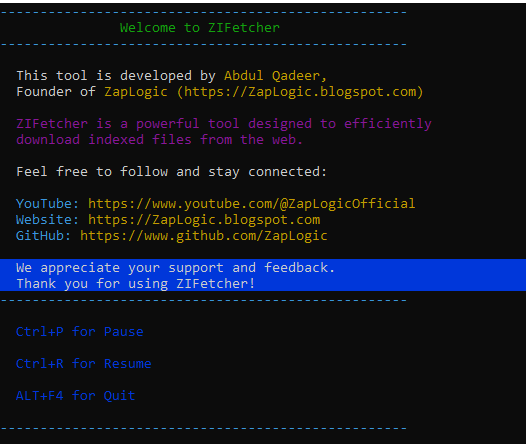 ---------------------------------------------------
Welcome to ZIFetcher
---------------------------------------------------
This tool is developed by Abdul Qadeer,
Founder of ZapLogic (https://ZapLogic.blogspot.com)
ZIFetcher is a powerful tool designed to efficiently
download indexed files from the web.
Feel free to follow and stay connected:
YouTube: https://www.youtube.com/@ZapLogicOfficial
Website: https://ZapLogic.blogspot.com
GitHub: https://www.github.com/ZapLogic
We appreciate your support and feedback.
Thank you for using ZIFetcher!
---------------------------------------------------
Ctrl+P for Pause
Ctrl+R for Resume
ALT+F4 for Quit
---------------------------------------------------